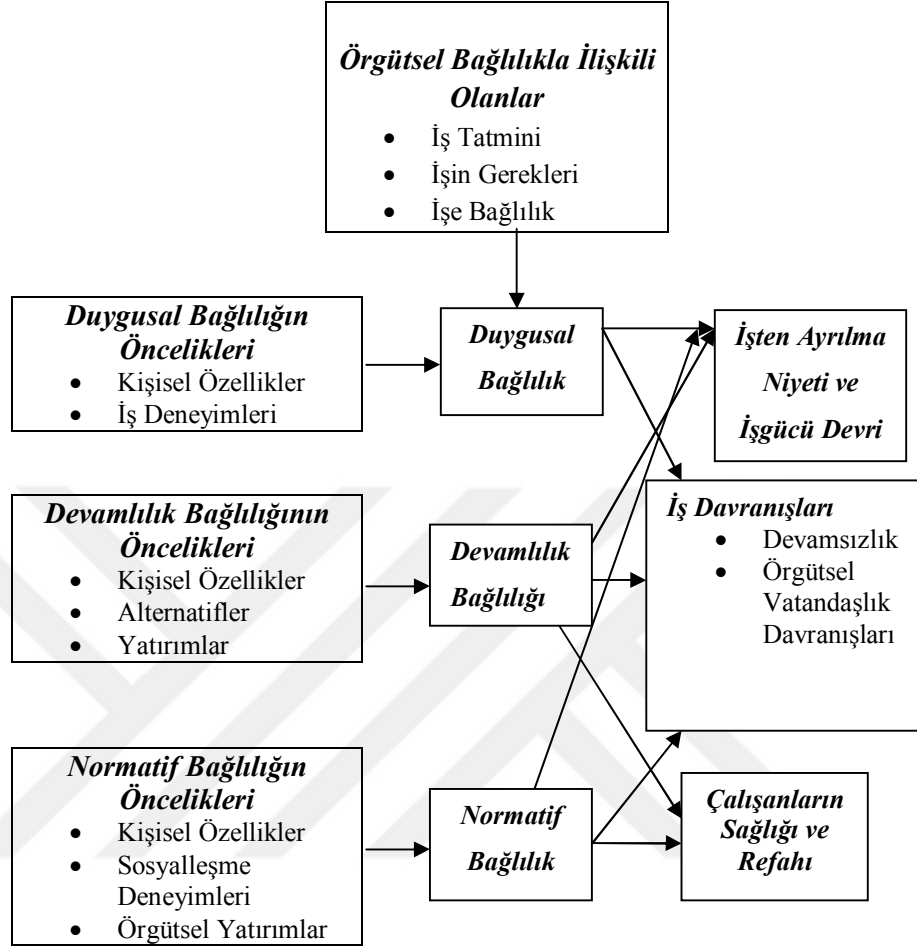 Örgütsel Bağlılıkla İlişkili
Olanlar
• İş Tatmini
• İşin Gerekleri
• İşe Bağlılık
Duygusal Bağlılığın
Öncelikleri
• Kişisel Özellikler
• İş Deneyimleri
Duygusal
Bağlılık
İşten Ayrılma
Niyeti ve
İşgücü Devri
Devamlılık Bağlılığının
Öncelikleri
• Kişisel Özellikler
• Alternatifler
• Yatırımlar
Devamlılık
Bağlılığı
İş Davranışları
• Devamsızlık
• Örgütsel
Vatandaşlık
Davranışları
Normatif Bağlılığın
Öncelikleri
• Kişisel Özellikler
• Sosyalleşme
Deneyimleri
• Örgütsel Yatırımlar
Normatif
Bağlılık
Çalışanların
Sağlığı ve
Refahı